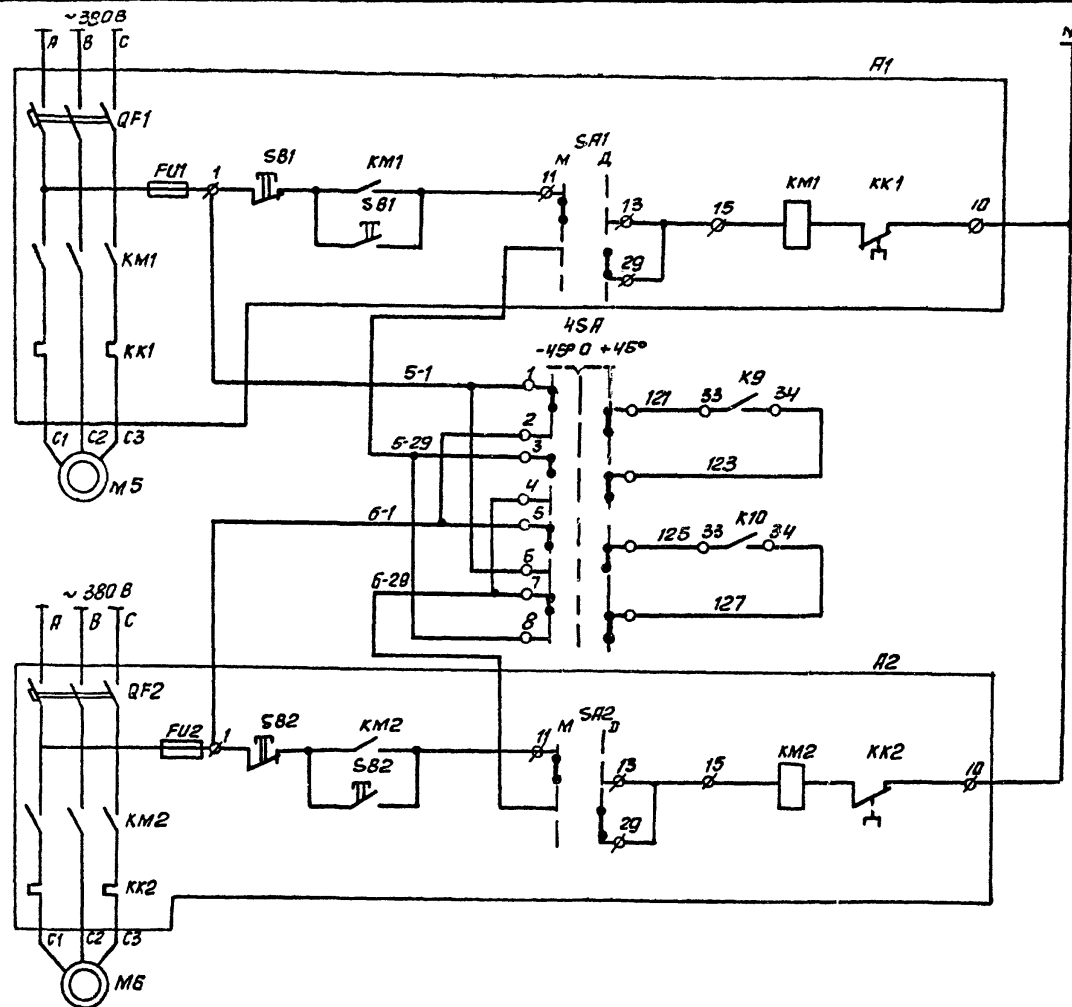 ~380 В
A B C
N
A1
QF1
FU1
1
SB1
KM1
SB1
11
SA1
M Д
13
29
15
KM1
KK1
10
KM1
KK1
C1 C2 C3
M5
4SA
-45° 0 +45°
5-1
1
2
5-29
3
4
6-1
5
6
6-29
7
8
121 33 K9 34
123
125 33 K10 34
127
~380 В
A B C
A2
QF2
FU2
1
SB2
KM2
SB2
11
SA2
M D
13
29
15
KM2
KK2
10
KM2
KK2
C1 C2 C3
M6